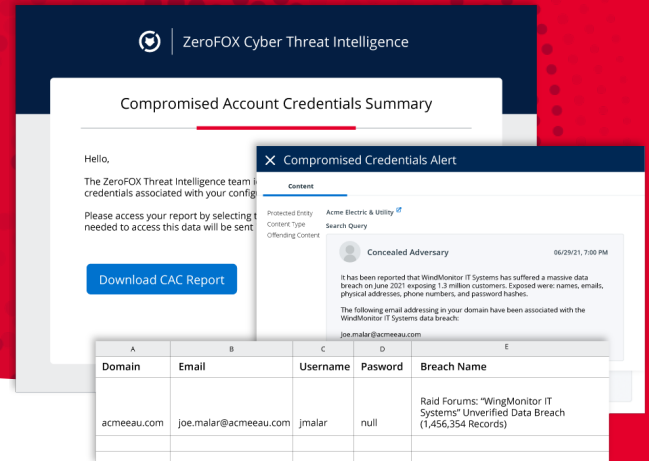 ZeroFOX Cyber Threat Intelligence
Compromised Account Credentials Summary
Hello,
The ZeroFOX Threat Intelligence team
credentials associated with your
Please access your report by selecting
needed to access this data will be sent
Download CAC Report
X Compromised Credentials Alert
Content
Protected Entity Acme Electric & Utility
Content Type Search Query
Offending Content
Concealed Adversary 06/29/21, 7:00 PM
It has been reported that WindMonitor IT Systems has suffered a massive data
breach on June 2021 exposing 1.3 million customers. Exposed were: names, emails,
physical addresses, phone numbers, and password hashes.
The following email addressing in your domain have been associated with the
WindMonitor IT Systems data breach:
joe.malar@acmeeau.com
A B C D E
Domain Email Username Pasword Breach Name
acmeeau.com joe.malar@acmeeau.com jmalar null Raid Forums: “WingMonitor IT
Systems” Unverified Data Breach
(1,456,354 Records)